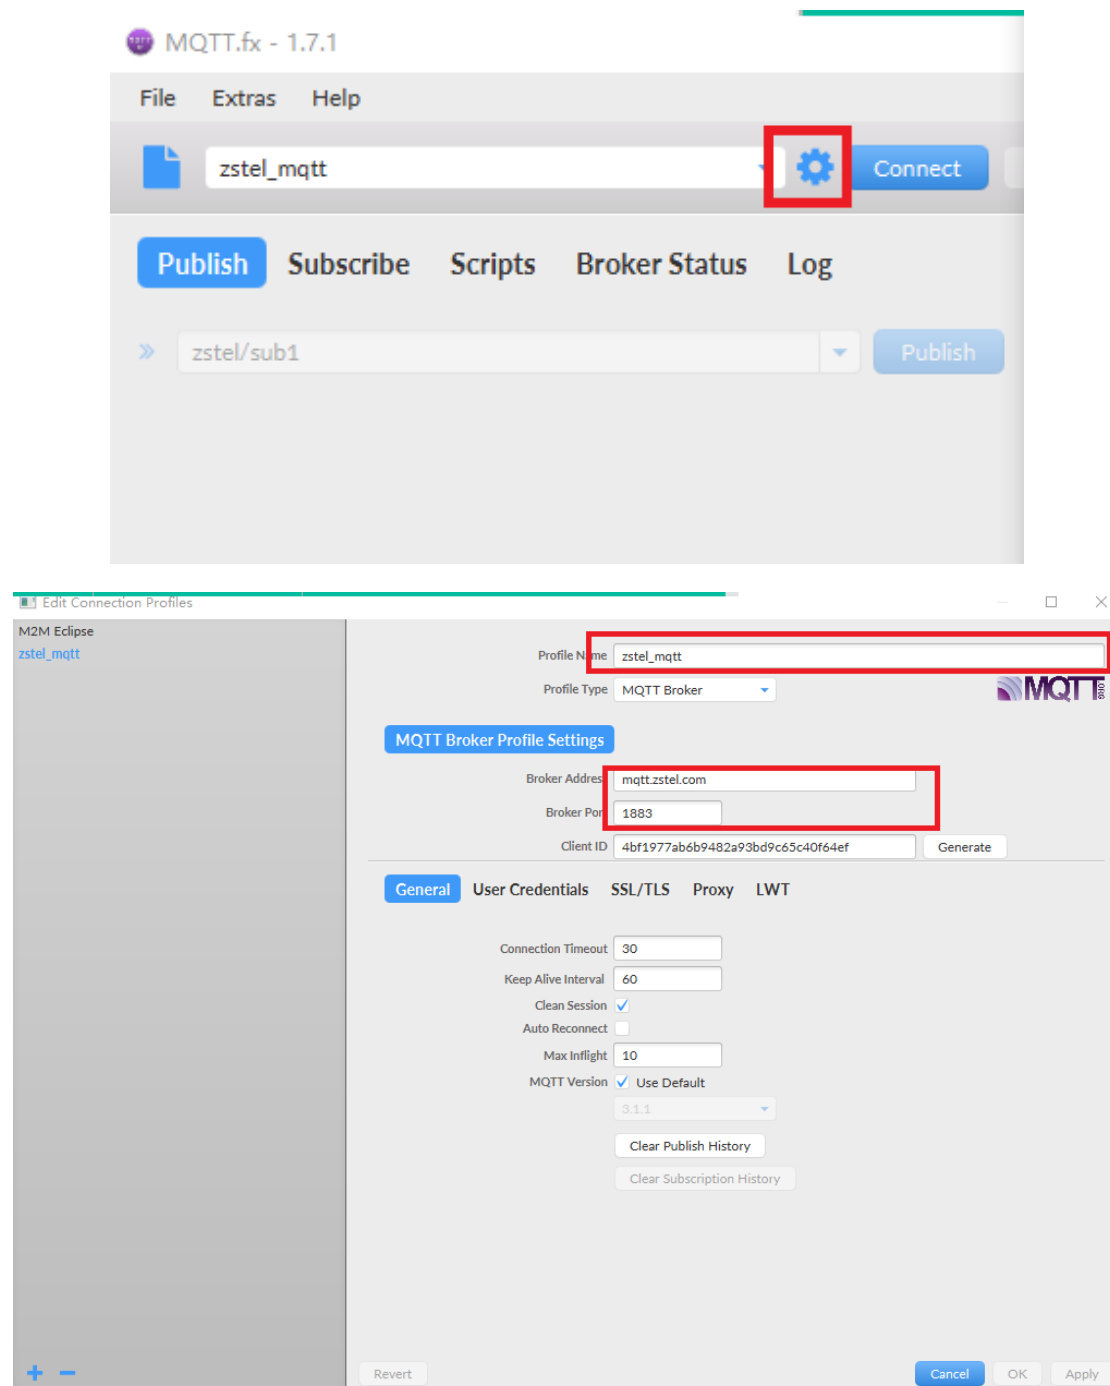 MQTT.fx - 1.7.1
File Extras Help
zstel_mqtt Connect
Publish Subscribe Scripts Broker Status Log
zstel/sub1 Publish
Edit Connection Profiles
M2M Eclipse
zstel_mqtt
Profile Name zstel_mqtt
Profile Type MQTT Broker
MQTT.ORG
MQTT Broker Profile Settings
Broker Address mqtt.zstel.com
Broker Port 1883
Client ID 4bf1977ab6b9482a93bd9c65c40f64ef Generate
General User Credentials SSL/TLS Proxy LWT
Connection Timeout 30
Keep Alive Interval 60
Clean Session
Auto Reconnect
Max Inflight 10
MQTT Version Use Default
3.1.1
Clear Publish History
Clear Subscription History
Revert Cancel OK Apply